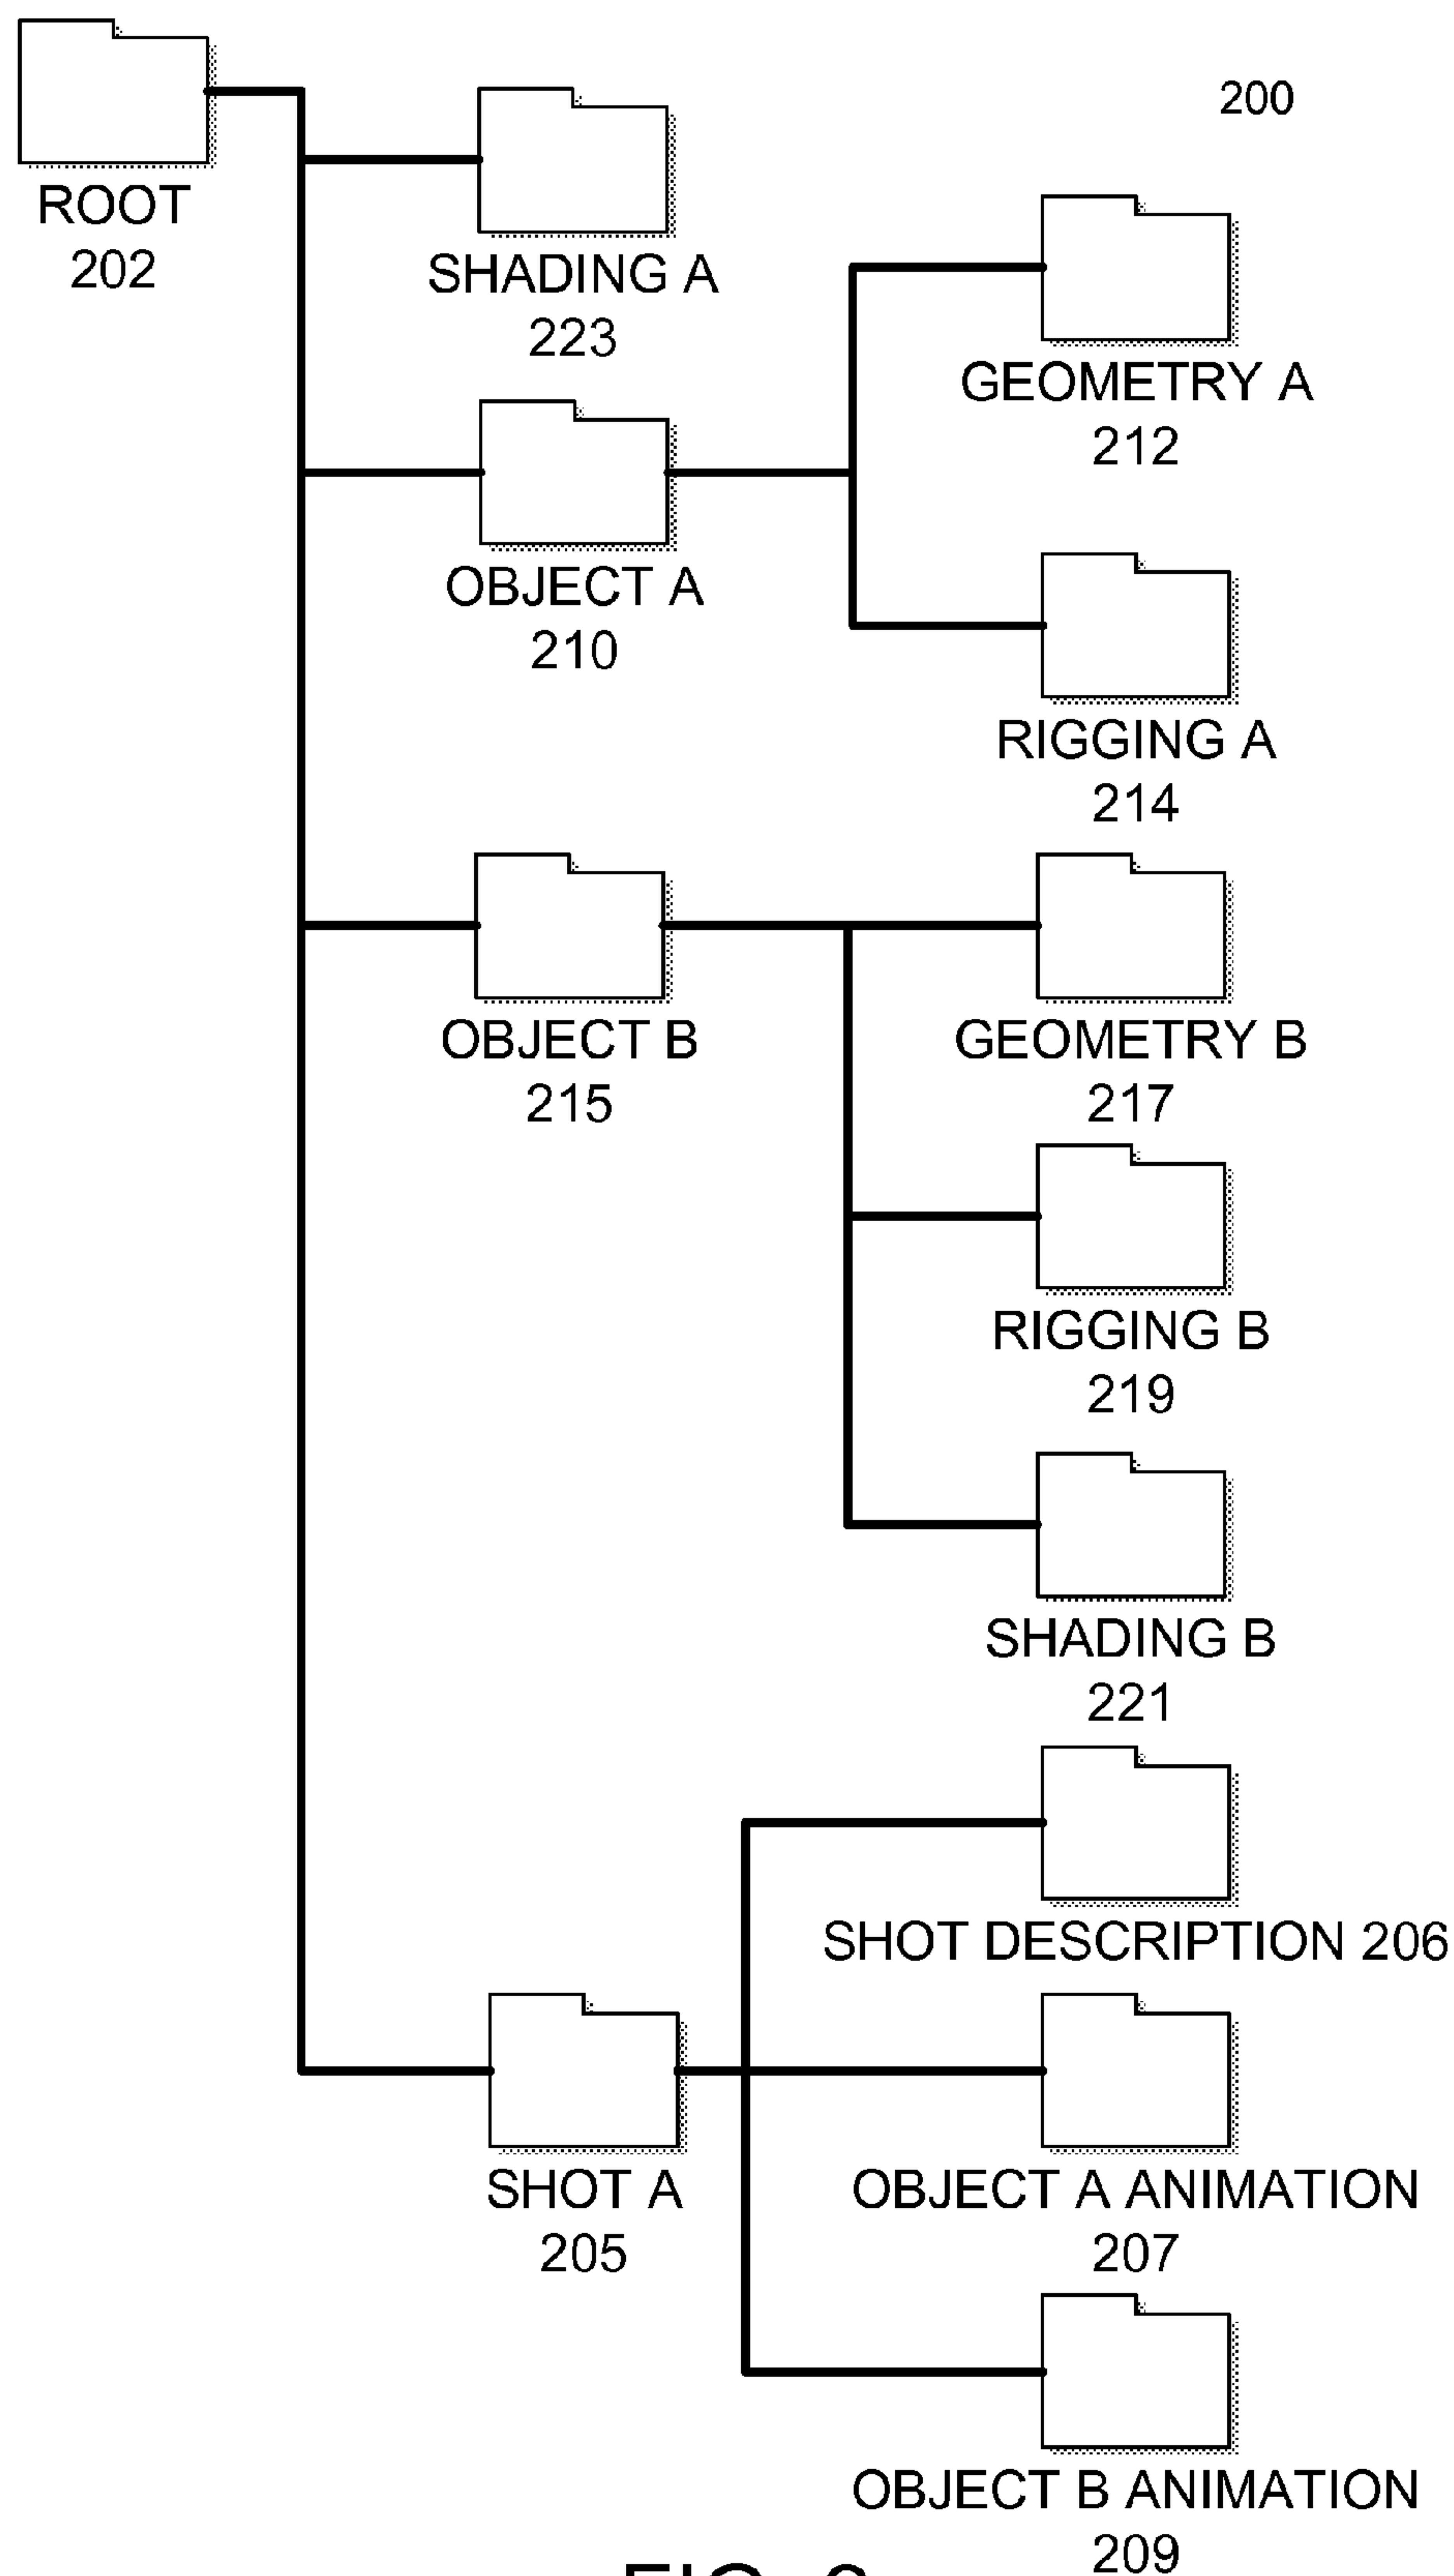 200
ROOT
202
SHADING A
223
GEOMETRY A
212
OBJECT A
210
RIGGING A
214
OBJECT B
215
GEOMETRY B
217
RIGGING B
219
SHADING B
221
SHOT DESCRIPTION 206
SHOT A
205
OBJECT A ANIMATION
207
OBJECT B ANIMATION
209
FIG.